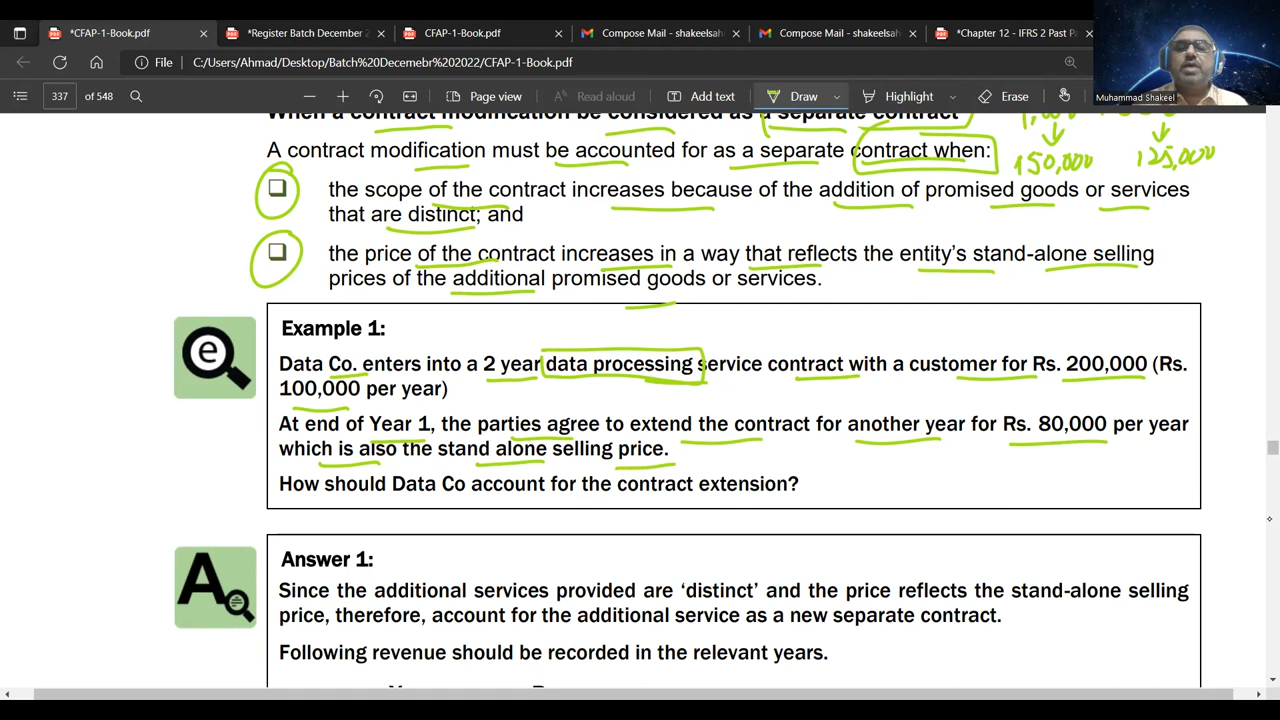 *CFAP-1-Book.pdf
*Register Batch December 2
CFAP-1-Book.pdf
Compose Mail - shakeelsah
Compose Mail - shakeelsah
*Chapter 12 - IFRS 2 Past Pa
File
C:/Users/Ahmad/Desktop/Batch%20Decemebr%202022/CFAP-1-Book.pdf
337 of 548
Page view
Read aloud
Add text
Draw
Highlight
Erase
Muhammad Shakeel
When a contract modification be considered as a separate contract
A contract modification must be accounted for as a separate contract when:
150,000
125,000
the scope of the contract increases because of the addition of promised goods or services
that are distinct; and
the price of the contract increases in a way that reflects the entity's stand-alone selling
prices of the additional promised goods or services.
e
Example 1:
Data Co. enters into a 2 year data processing service contract with a customer for Rs. 200,000 (Rs.
100,000 per year)
At end of Year 1, the parties agree to extend the contract for another year for Rs. 80,000 per year
which is also the stand alone selling price.
How should Data Co account for the contract extension?
A
Answer 1:
Since the additional services provided are 'distinct' and the price reflects the stand-alone selling
price, therefore, account for the additional service as a new separate contract.
Following revenue should be recorded in the relevant years.